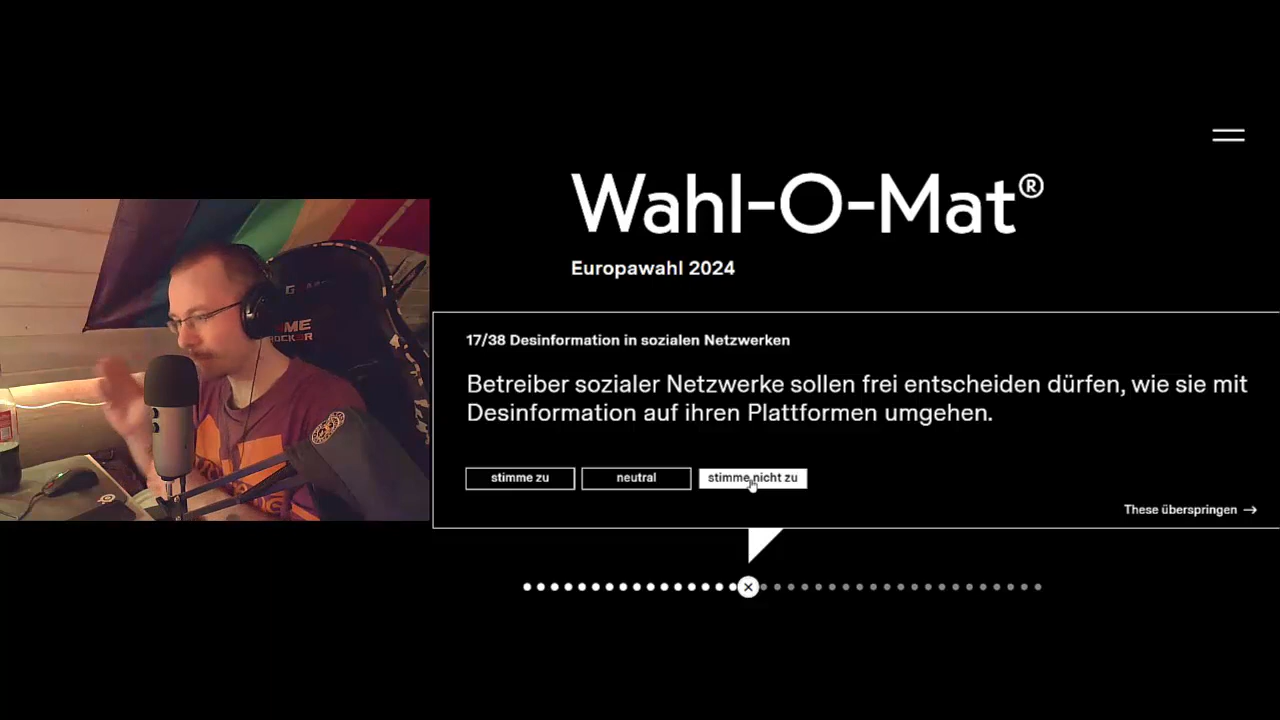 Wahl-O-Mat®
Europawahl 2024
17/38 Desinformation in sozialen Netzwerken
Betreiber sozialer Netzwerke sollen frei entscheiden dürfen, wie sie mit
Desinformation auf ihren Plattformen umgehen.
stimme zu
neutral
stimme nicht zu
These überspringen →